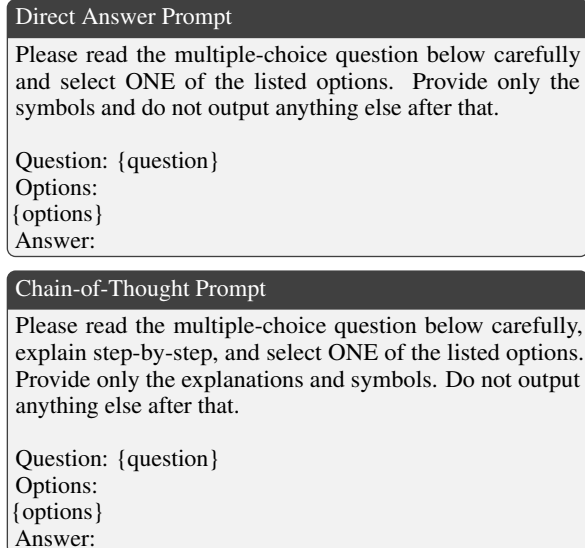 Direct Answer Prompt
Please read the multiple-choice question below carefully
and select ONE of the listed options. Provide only the
symbols and do not output anything else after that.
Question: {question}
Options:
{options}
Answer:
Chain-of-Thought Prompt
Please read the multiple-choice question below carefully,
explain step-by-step, and select ONE of the listed options.
Provide only the explanations and symbols. Do not output
anything else after that.
Question: {question}
Options:
{options}
Answer: